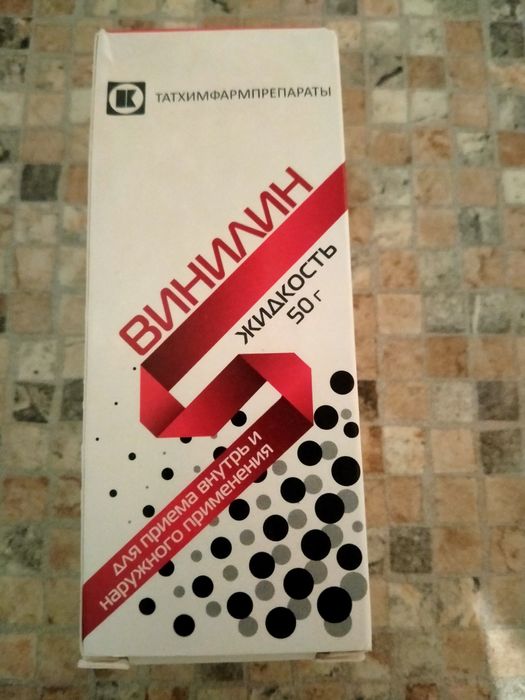 ТАТХИМФАРМПРЕПАРАТЫ
ВИНИЛИН
ЖИДКОСТЬ
50 г
для приема внутрь и
наружного применения